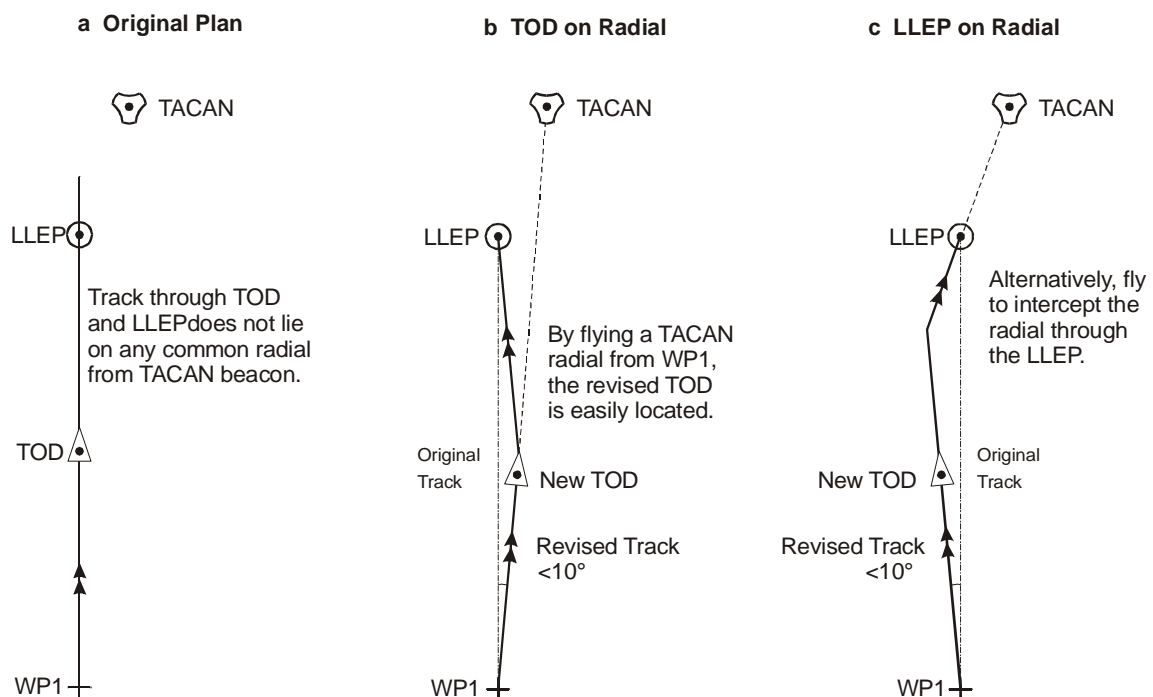 a Original Plan
TACAN
LLEP
Track through TOD
and LLEPdoes not lie
on any common radial
from TACAN beacon.
TOD
WP1
b TOD on Radial
TACAN
LLEP
By flying a TACAN
radial from WP1,
the revised TOD
is easily located.
Original
Track
New TOD
Revised Track
<10°
WP1
c LLEP on Radial
TACAN
LLEP
Alternatively, fly
to intercept the
radial through
the LLEP.
Original
Track
New TOD
Revised Track
<10°
WP1